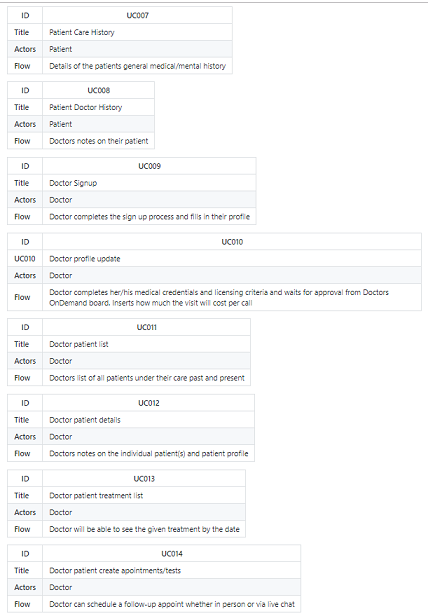 ID UC007
Title Patient Care History
Actors Patient
Flow Details of the patients general medical/mental history
ID UC008
Title Patient Doctor History
Actors Patient
Flow Doctors notes on their patient
ID UC009
Title Doctor Signup
Actors Doctor
Flow Doctor completes the sign up process and fills in their profile
ID UC010
UC010 Doctor profile update
Actors Doctor
Flow Doctor completes her/his medical credentials and licensing criteria and waits for approval from Doctors
OnDemand board. Inserts how much the visit will cost per call
ID UC011
Title Doctor patient list
Actors Doctor
Flow Doctors list of all patients under their care past and present
ID UC012
Title Doctor patient details
Actors Doctor
Flow Doctors notes on the individual patient(s) and patient profile
ID UC013
Title Doctor patient treatment list
Actors Doctor
Flow Doctor will be able to see the given treatment by the date
ID UC014
Title Doctor patient create apointments/tests
Actors Doctor
Flow Doctor can schedule a follow-up appoint whether in person or via live chat